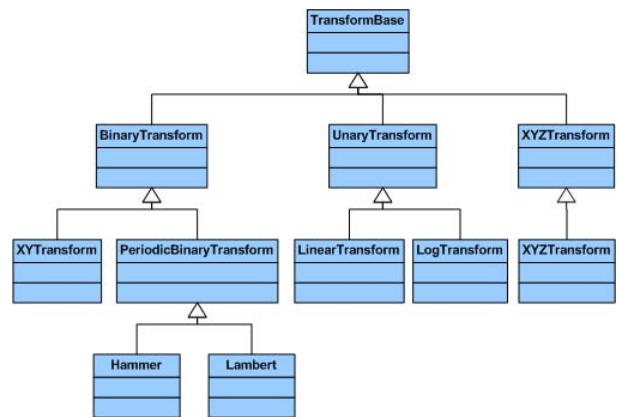 TransformBase
BinaryTransform
UnaryTransform
XYZTransform
XYTransform
PeriodicBinaryTransform
LinearTransform
LogTransform
XYZTransform
Hammer
Lambert